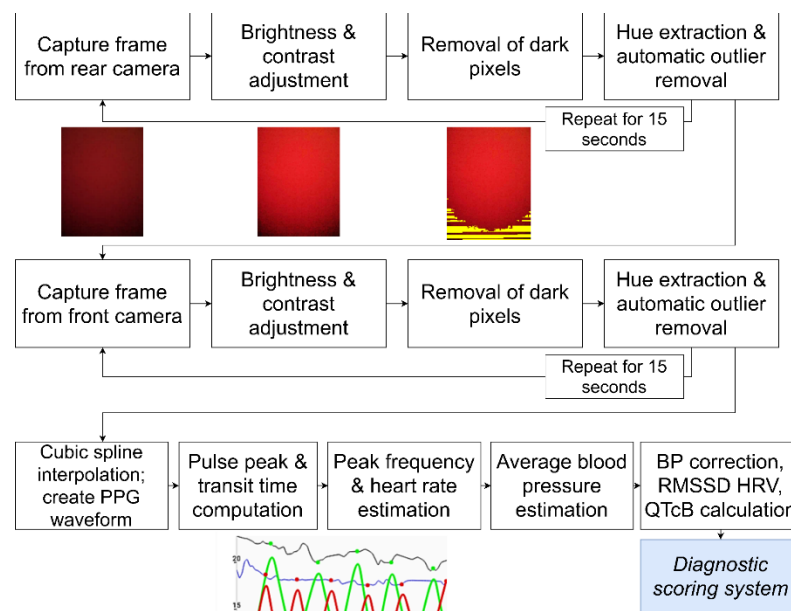 Capture frame
from rear camera
Brightness &
contrast
adjustment
Removal of dark
pixels
Hue extraction &
automatic outlier
removal
Repeat for 15
seconds
Capture frame
from front camera
Brightness &
contrast
adjustment
Removal of dark
pixels
Hue extraction &
automatic outlier
removal
Repeat for 15
seconds
Cubic spline
interpolation;
create PPG
waveform
Pulse peak &
transit time
computation
Peak frequency
& heart rate
estimation
Average blood
pressure
estimation
BP correction,
RMSSD HRV,
QTcB calculation
20
15
Diagnostic
scoring system